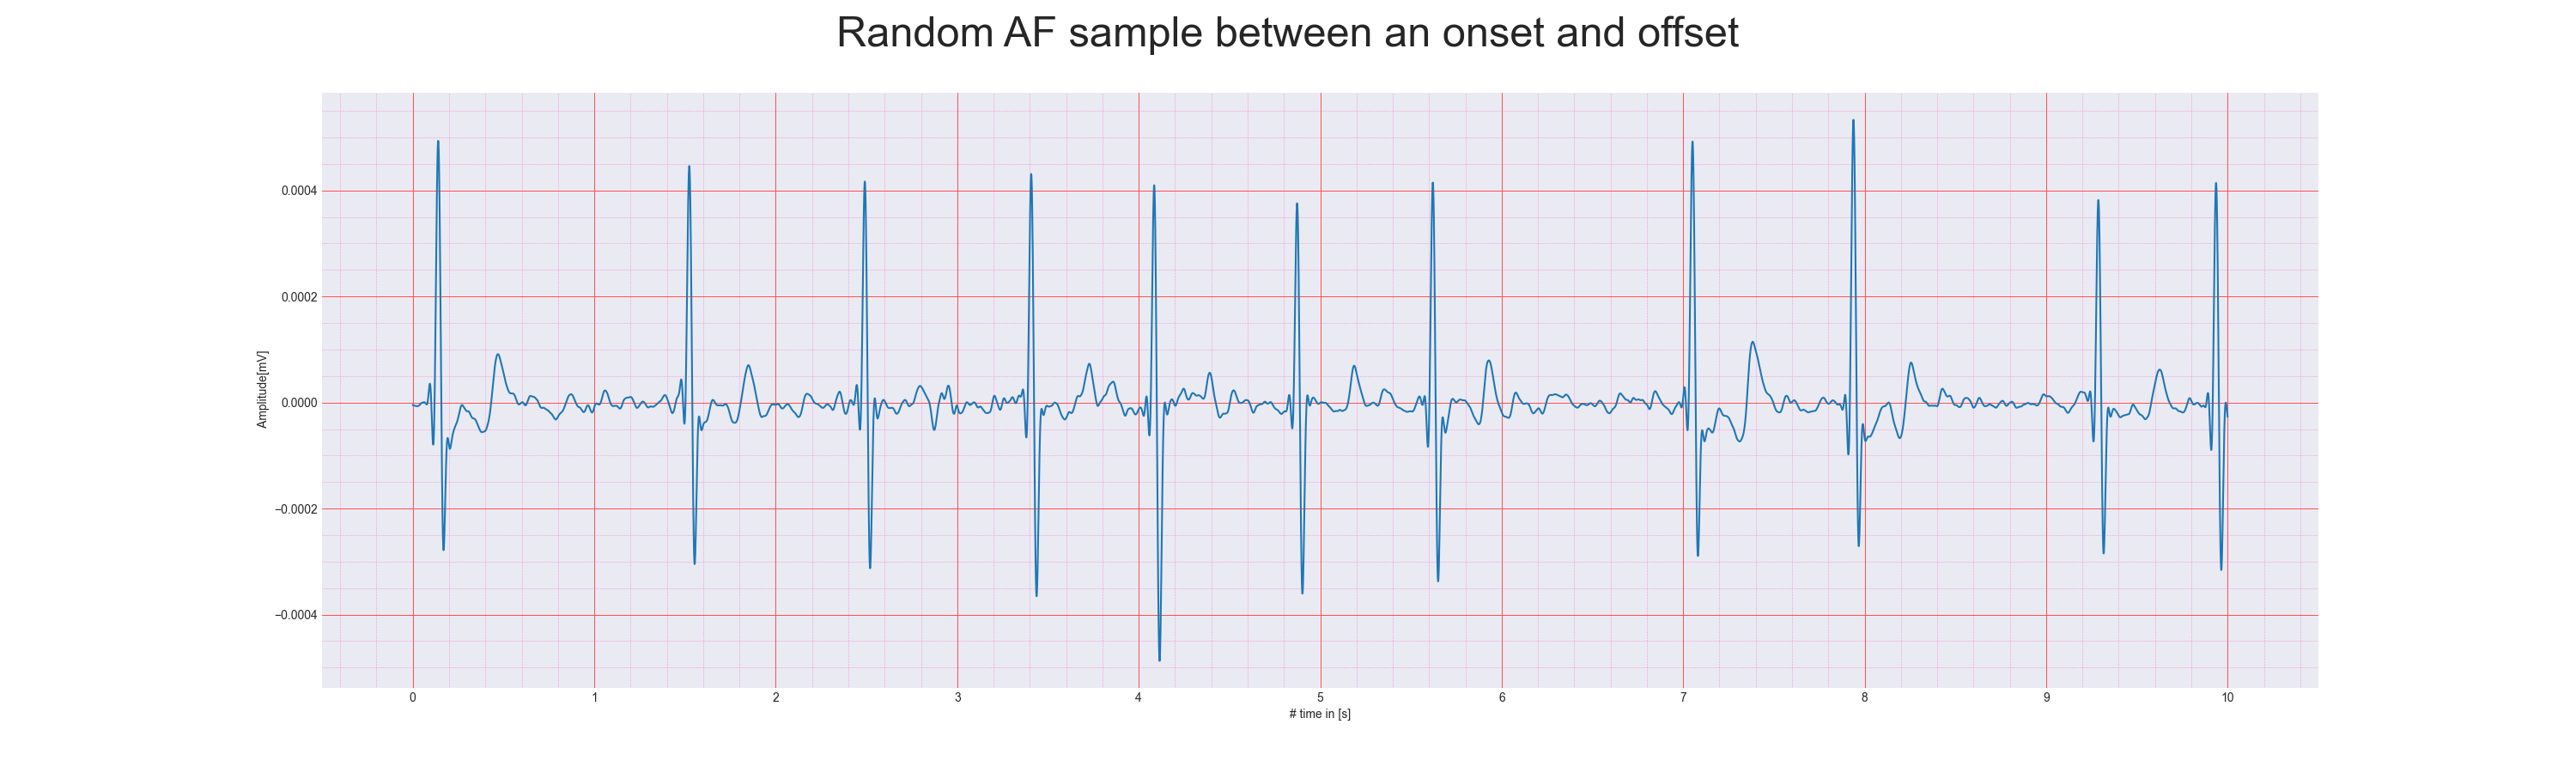 Random AF sample between an onset and offset
Amplitude[mV]
0.0004
0.0002
0.0000
−0.0002
−0.0004
0 1 2 3 4 5 6 7 8 9 10
# time in [s]